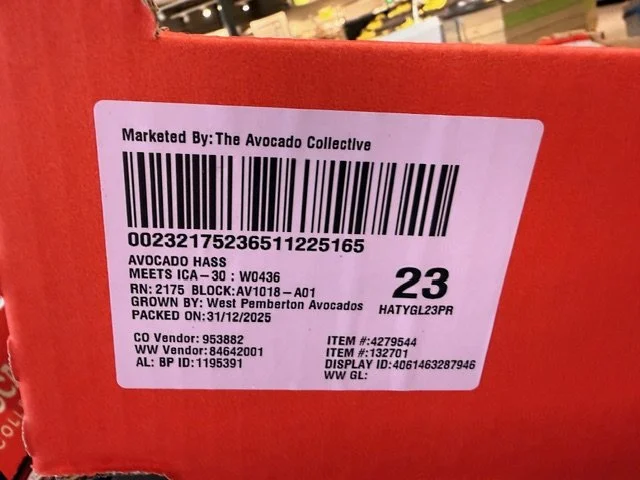 Marketed By: The Avocado Collective
00232175236511225165
AVOCADO HASS
MEETS ICA-30 : W0436
RN: 2175 BLOCK:AV1018-A01
GROWN BY: West Pemberton Avocados
PACKED ON:31/12/2025
23
HATYGL23PR
CO Vendor: 953882
WW Vendor:84642001
AL: BP ID:1195391
ITEM #:4279544
ITEM #:132701
DISPLAY ID:4061463287946
WW GL: